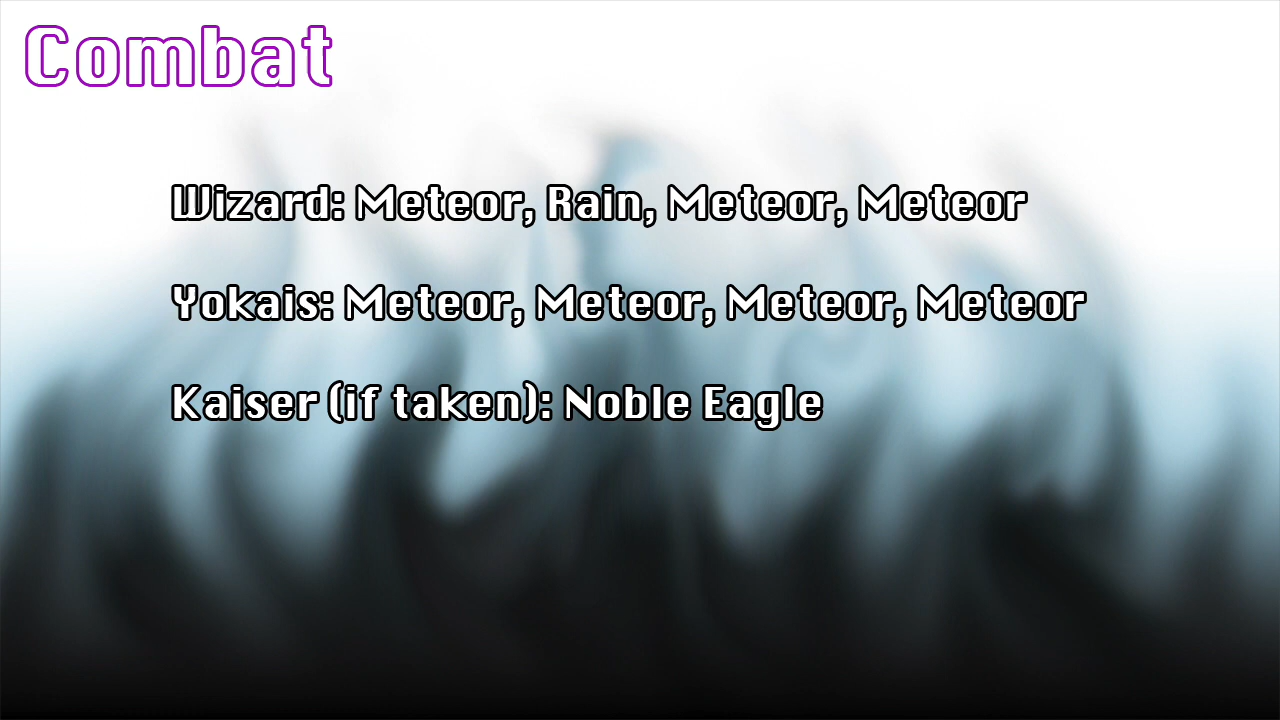 Combat
Wizard: Meteor, Rain, Meteor, Meteor
Yokais: Meteor, Meteor, Meteor, Meteor
Kaiser (if taken): Noble Eagle